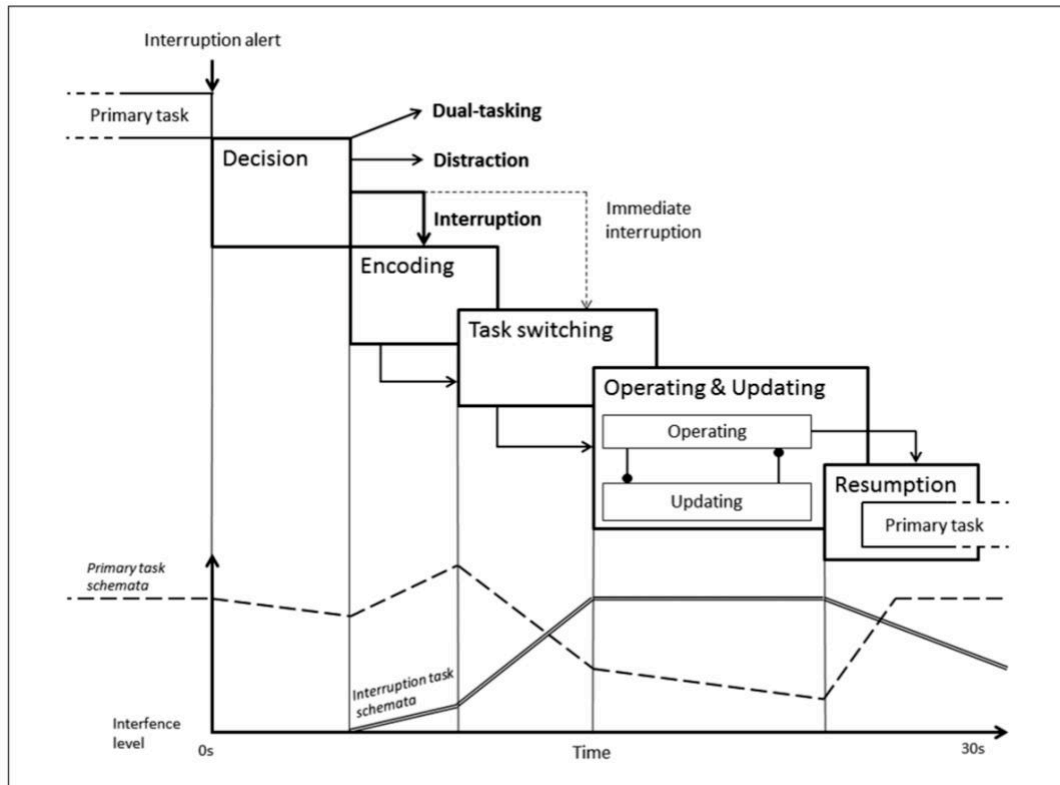 Interruption alert
Primary task
Dual-tasking
Decision
Distraction
Interruption
Immediate
interruption
Encoding
Task switching
Operating & Updating
Operating
Updating
Resumption
Primary task
Primary task
schemata
Interruption task
schemata
Interfence
level
0s
Time
30s